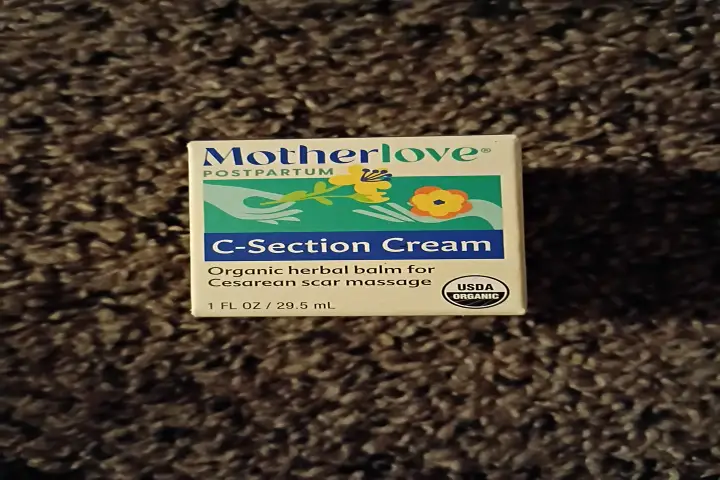 Motherlove®
POSTPARTUM
C-Section Cream
Organic herbal balm for
Cesarean scar massage
1 FL OZ / 29.5 mL
USDA
ORGANIC